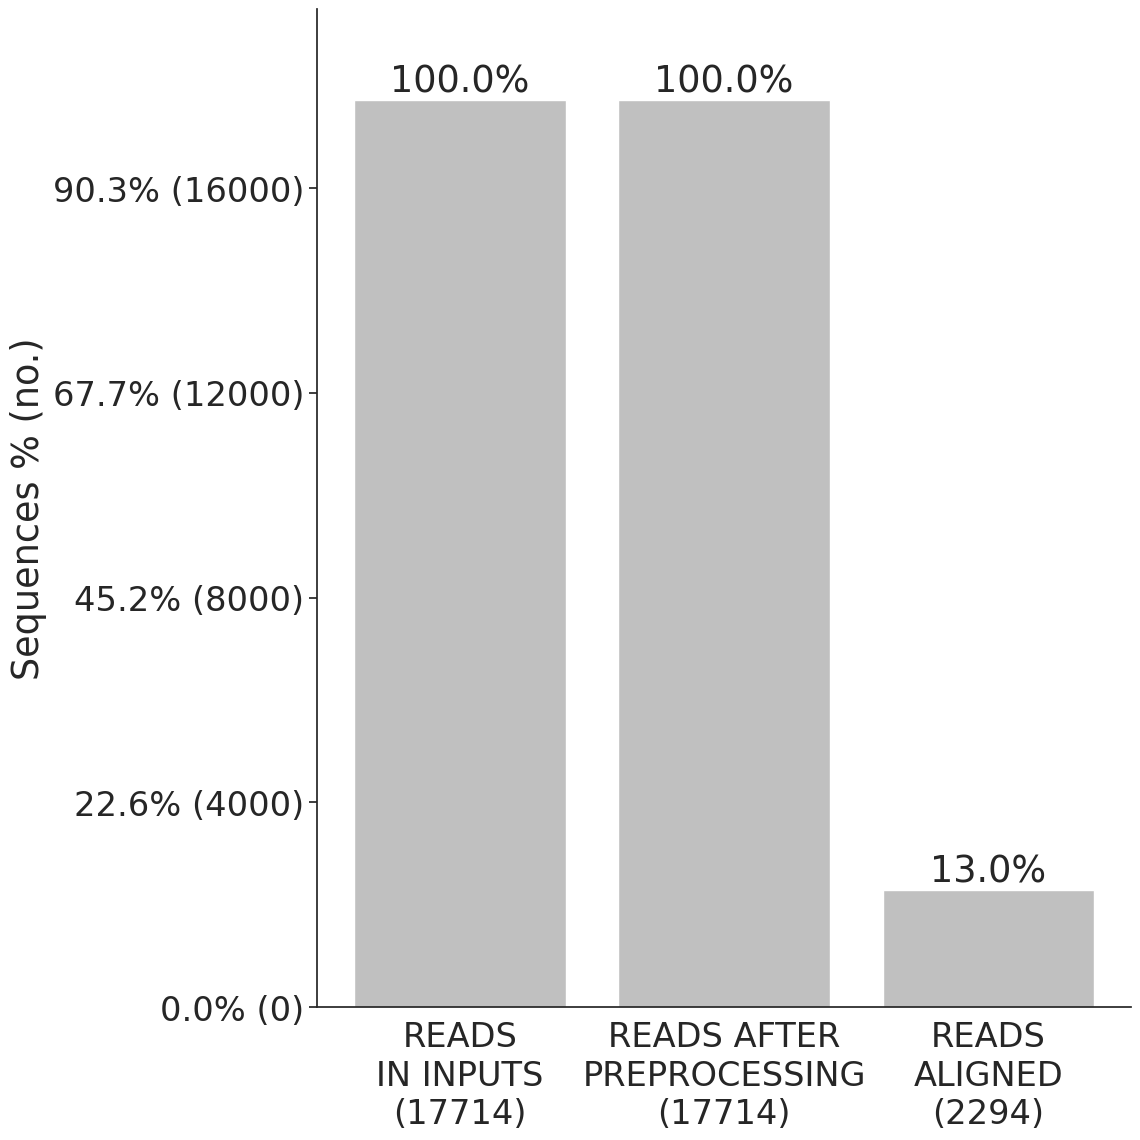 100.0%
100.0%
90.3% (16000)
67.7% (12000)
Sequences % (no.)
45.2% (8000)
22.6% (4000)
13.0%
0.0% (0)
READS
IN INPUTS
(17714)
READS AFTER
PREPROCESSING
(17714)
READS
ALIGNED
(2294)